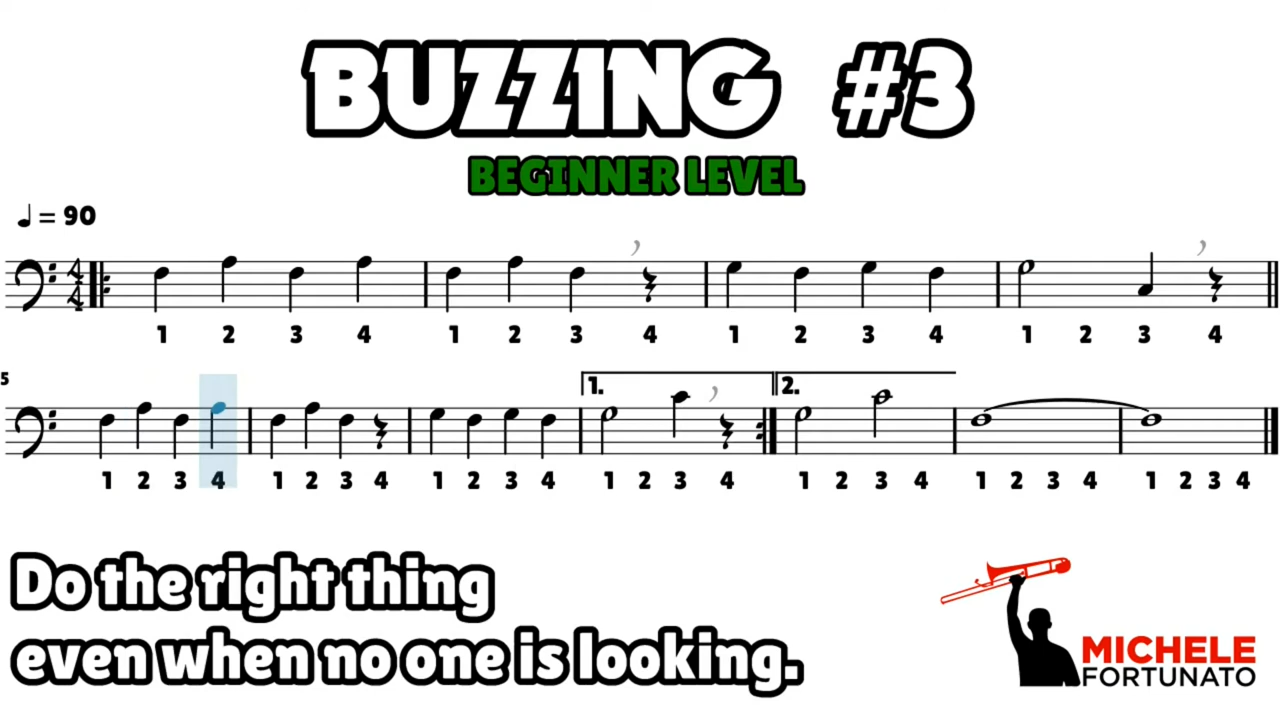 BUZZING #3
BEGINNER LEVEL
♩ = 90
4/4
1 2 3 4 1 2 3 4 1 2 3 4 1 2 3 4
5
1. 2.
1 2 3 4 1 2 3 4 1 2 3 4 1 2 3 4 1 2 3 4 1 2 3 4 1 2 3 4
Do the right thing
even when no one is looking.
MICHELE
FORTUNATO